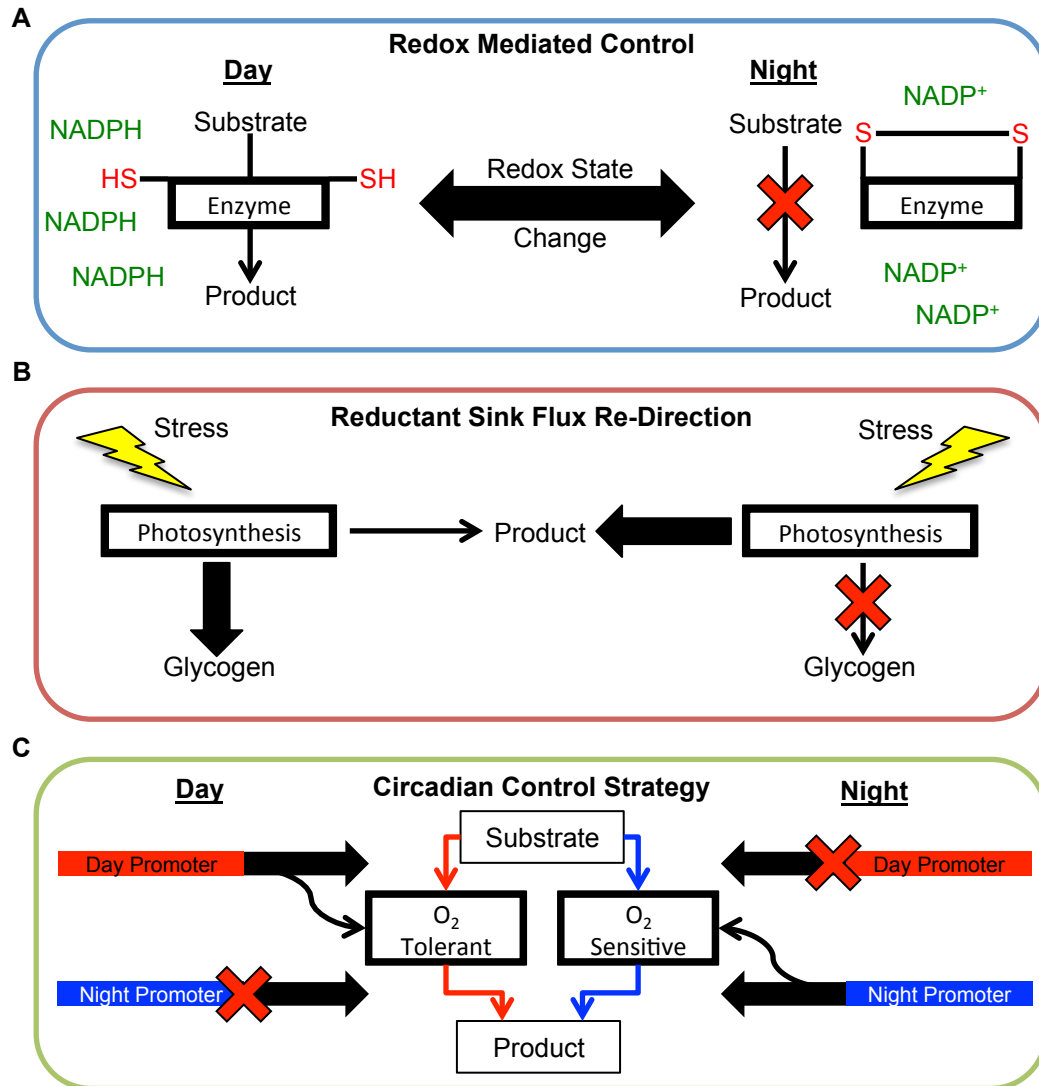 A
Redox Mediated Control
Day
Night
NADPH
Substrate
HS
SH
Enzyme
NADPH
NADPH
Product
Redox State
Change
NADP⁺
Substrate
S
S
Enzyme
Product
NADP⁺
NADP⁺
B
Reductant Sink Flux Re-Direction
Stress
Stress
Photosynthesis
Product
Photosynthesis
Glycogen
Glycogen
C
Day
Circadian Control Strategy
Night
Substrate
Day Promoter
Day Promoter
O₂
Tolerant
O₂
Sensitive
Night Promoter
Night Promoter
Product